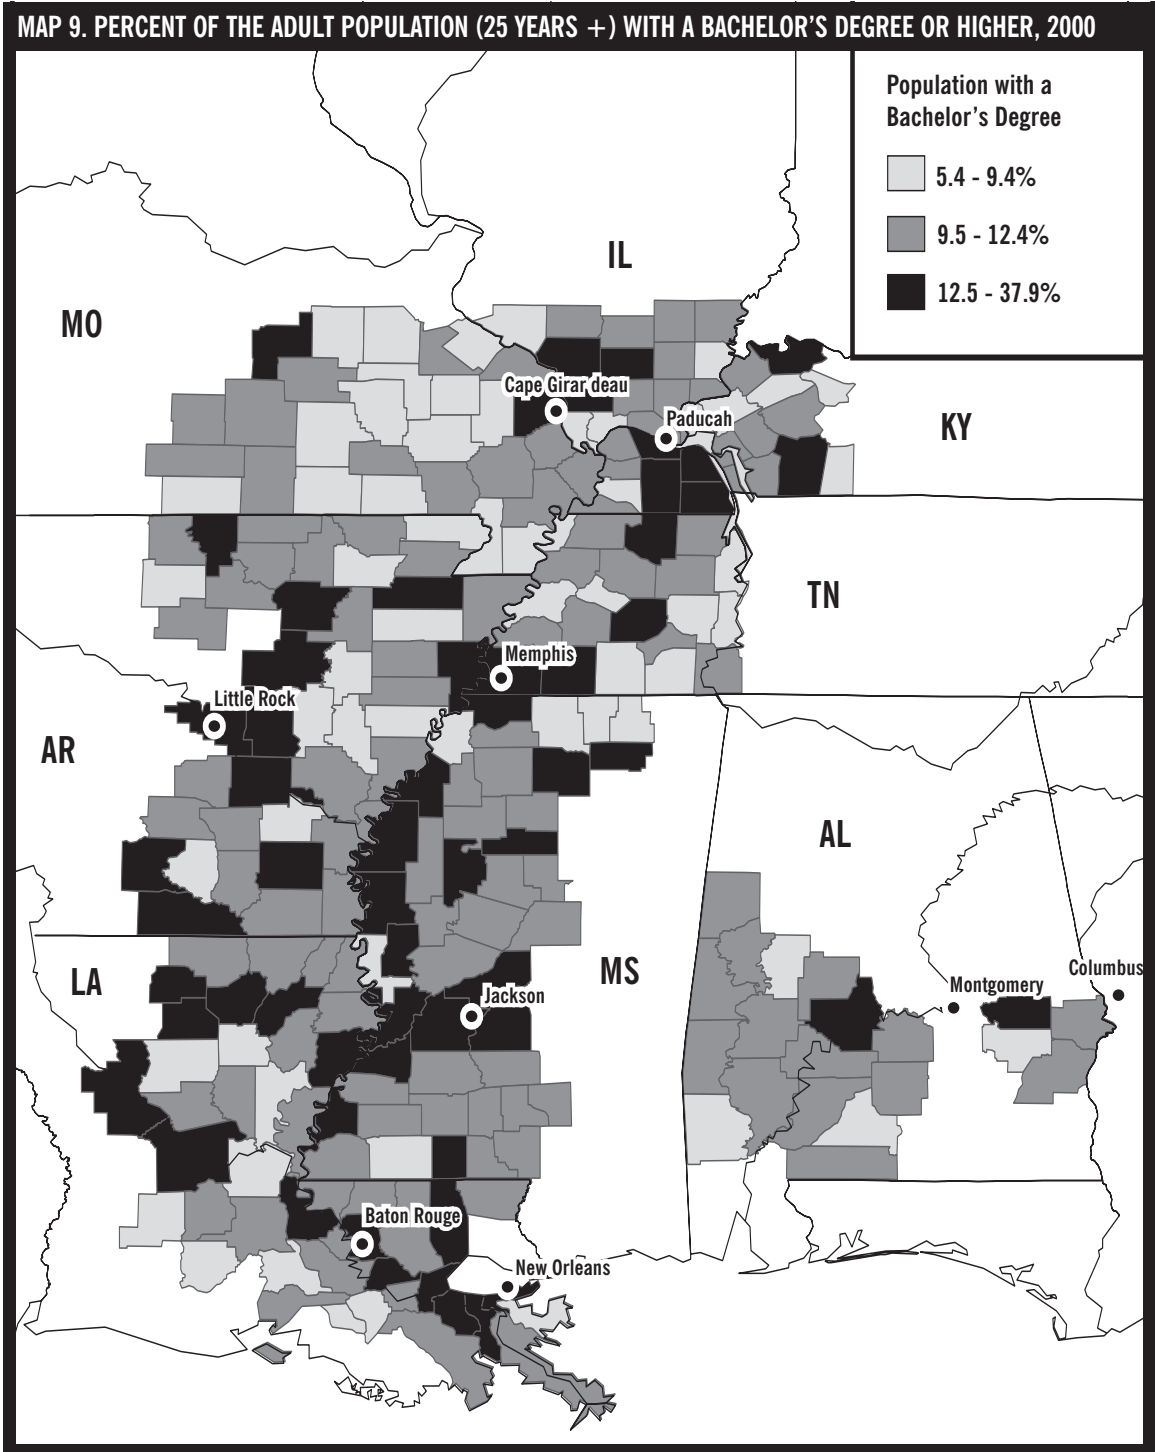 MAP 9. PERCENT OF THE ADULT POPULATION (25 YEARS +) WITH A BACHELOR'S DEGREE OR HIGHER, 2000
Population with a
Bachelor's Degree
5.4 - 9.4%
9.5 - 12.4%
12.5 - 37.9%
IL
MO
Cape Girardeau
Paducah
KY
TN
Memphis
Little Rock
AR
AL
LA
MS
Columbus
Montgomery
Jackson
Baton Rouge
New Orleans